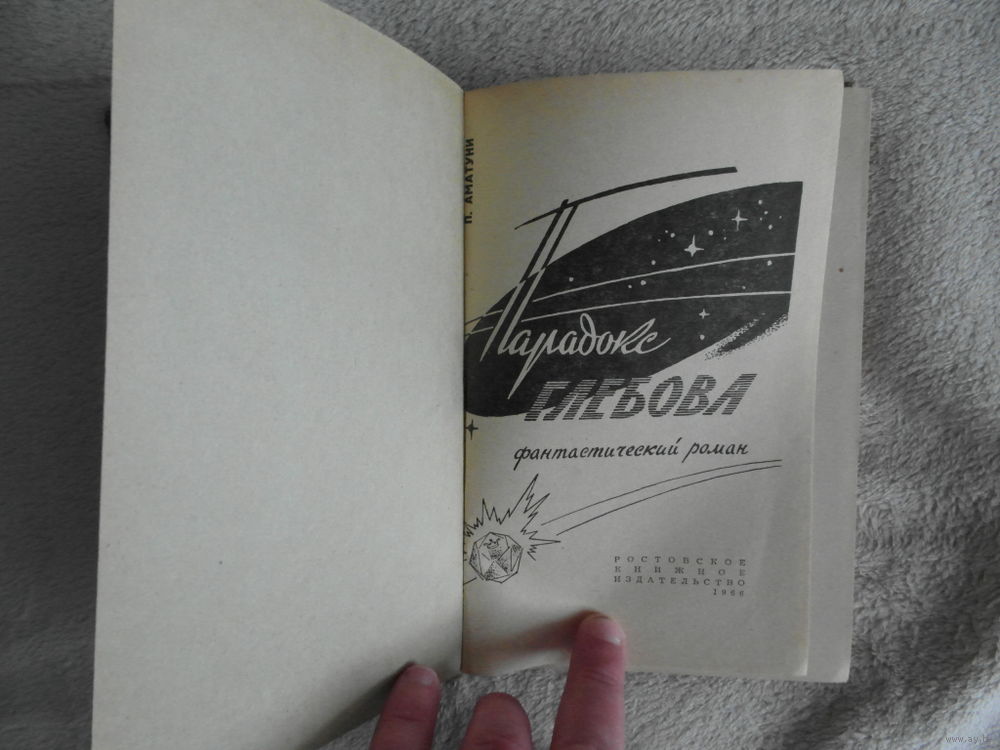 П. АМАТУНИ
Парадокс
ГЛЕБОВА
фантастический роман
РОСТОВСКОЕ
КНИЖНОЕ
ИЗДАТЕЛЬСТВО
1966